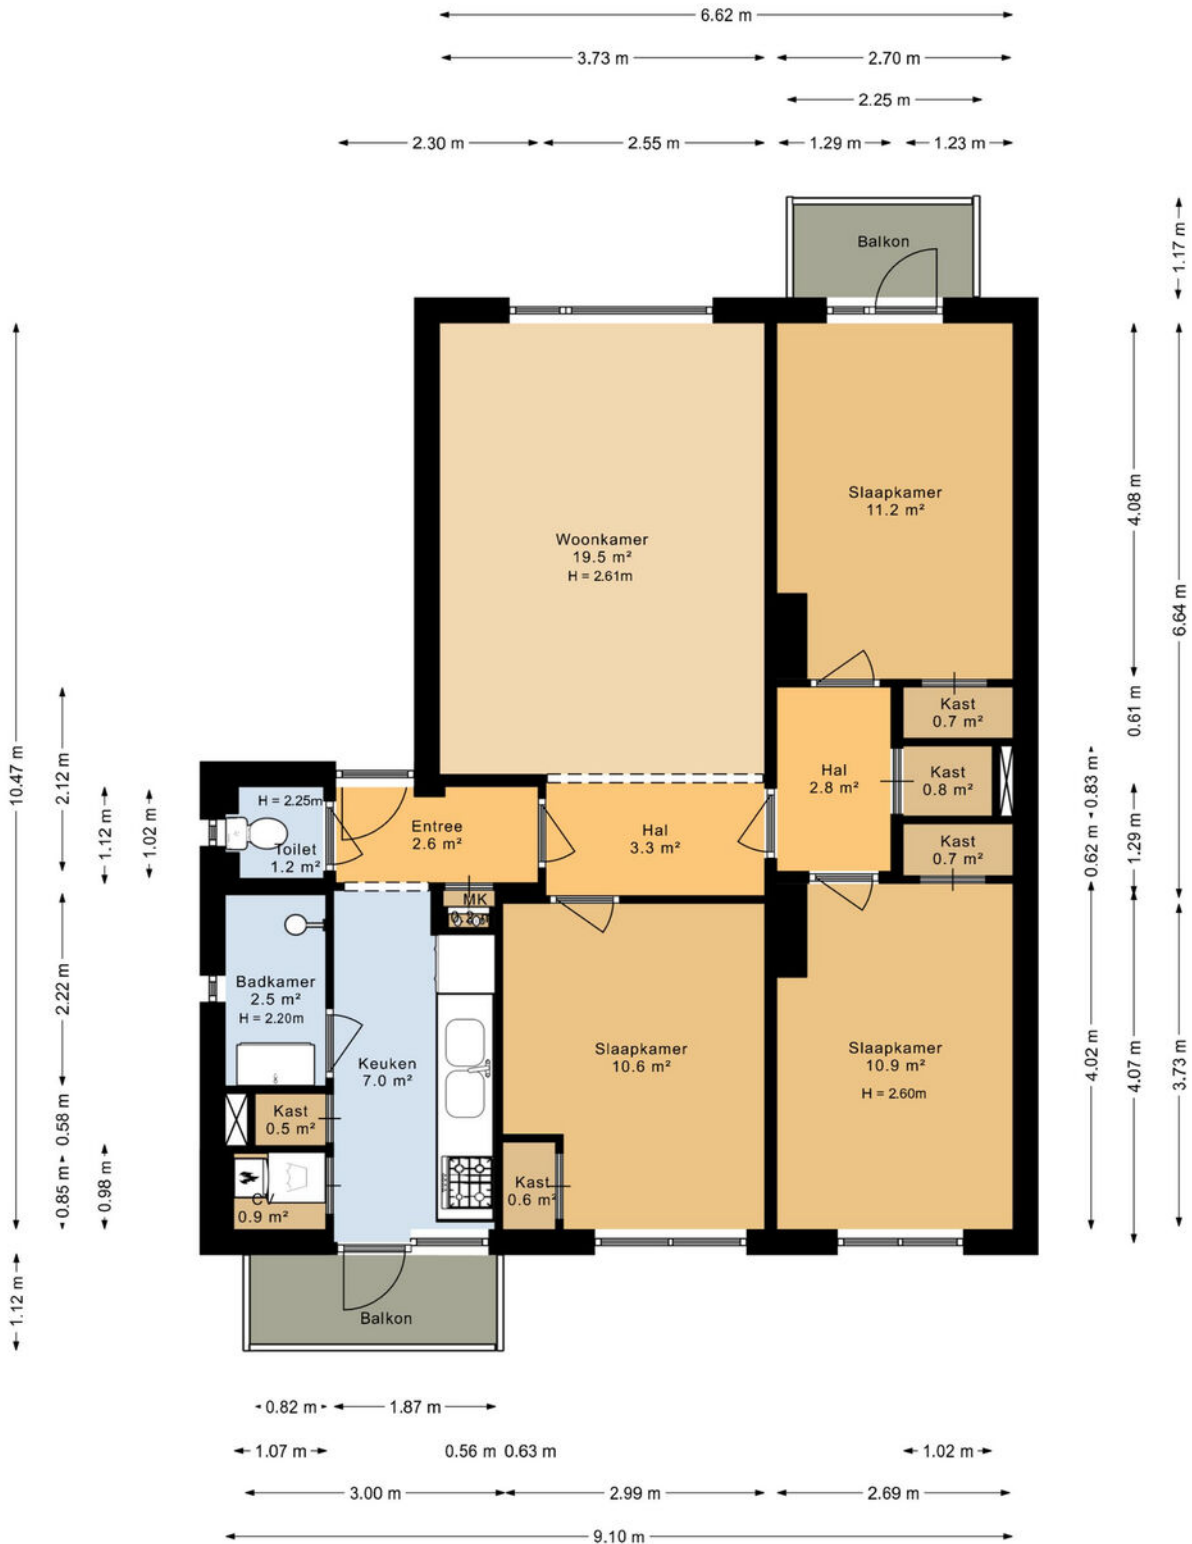 6.62 m
3.73 m
2.70 m
2.25 m
2.30 m
2.55 m
1.29 m
1.23 m
Balkon
1.17 m
Woonkamer
19.5 m²
H = 2.61m
Slaapkamer
11.2 m²
4.08 m
6.64 m
10.47 m
2.12 m
1.12 m
1.02 m
H = 2.25m
Toilet
1.2 m²
Entree
2.6 m²
Hal
3.3 m²
Hal
2.8 m²
Kast
0.7 m²
Kast
0.8 m²
Kast
0.7 m²
0.61 m
0.83 m
0.62 m
1.29 m
MK
Badkamer
2.5 m²
H = 2.20m
2.22 m
Keuken
7.0 m²
Slaapkamer
10.6 m²
Slaapkamer
10.9 m²
H = 2.60m
4.02 m
4.07 m
3.73 m
Kast
0.5 m²
0.58 m
0.85 m
0.98 m
CV
0.9 m²
Kast
0.6 m²
1.12 m
Balkon
0.82 m
1.87 m
1.07 m
0.56 m
0.63 m
1.02 m
3.00 m
2.99 m
2.69 m
9.10 m